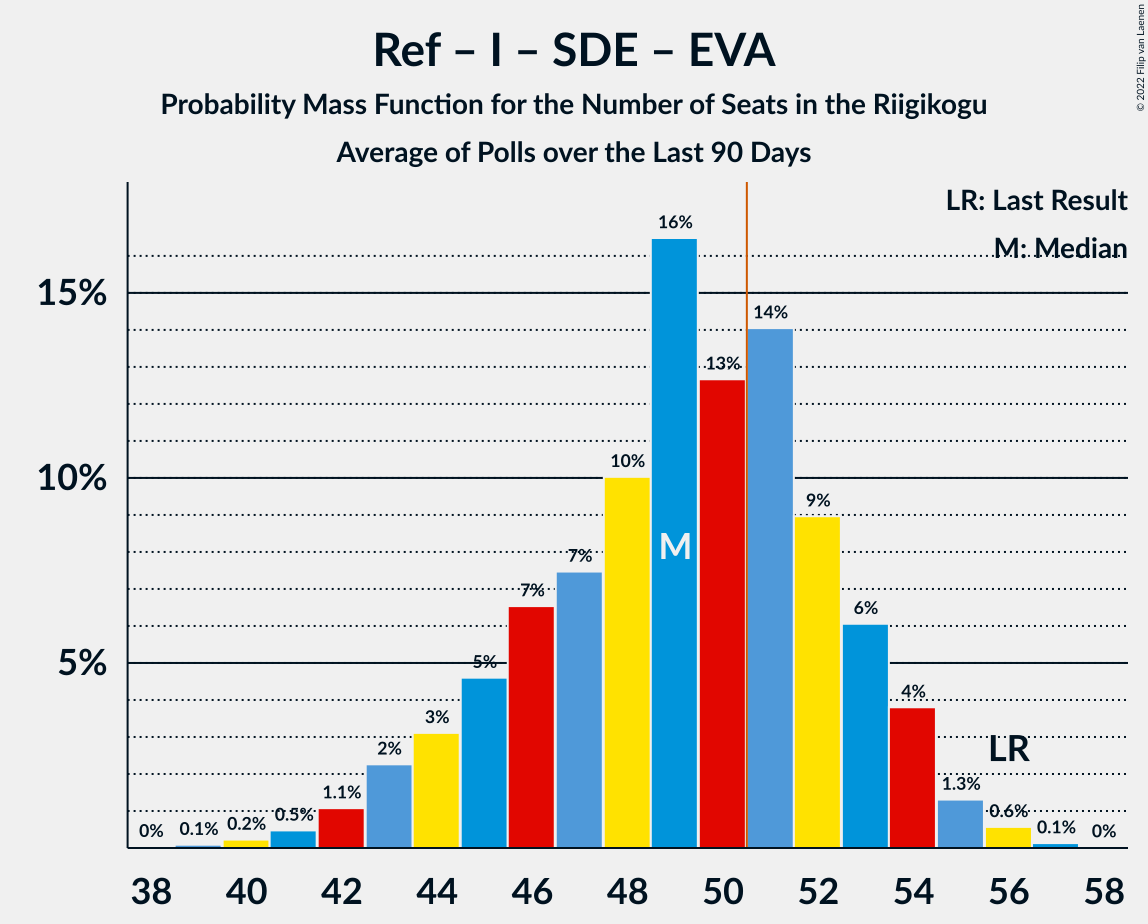 Ref – I – SDE – EVA
Probability Mass Function for the Number of Seats in the Riigikogu
Average of Polls over the Last 90 Days
© 2022 Filip van Laenen
LR: Last Result
M: Median
15%
10%
5%
0%
0.1%
0.2%
0.5%
1.1%
2%
3%
5%
7%
7%
10%
16%
13%
14%
9%
6%
4%
1.3%
0.6%
0.1%
0%
M
LR
38 40 42 44 46 48 50 52 54 56 58